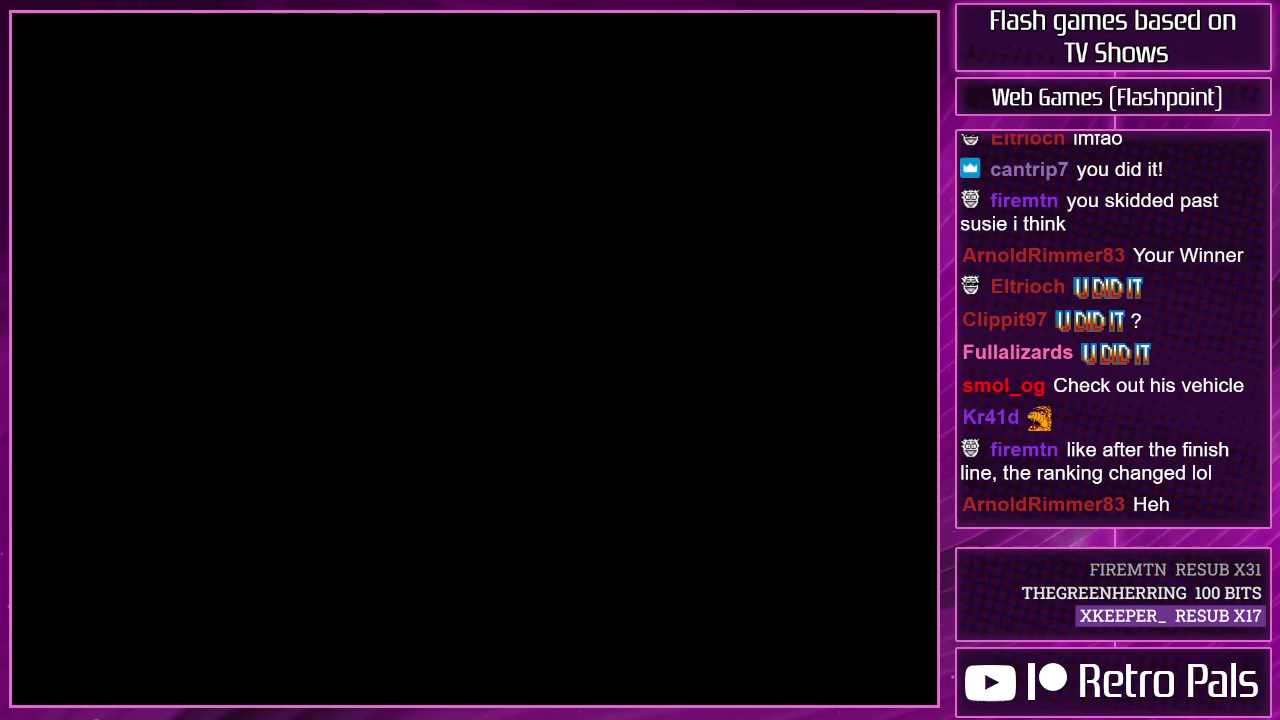 Flash games based on
TV Shows
Web Games (Flashpoint)
Eltrioch lmfao
cantrip7 you did it!
firemtn you skidded past
susie i think
ArnoldRimmer83 Your Winner
Eltrioch U DID IT
Clippit97 U DID IT ?
Fullalizards U DID IT
smol_og Check out his vehicle
Kr41d
firemtn like after the finish
line, the ranking changed lol
ArnoldRimmer83 Heh
FIREMTN RESUB X31
THEGREENHERRING 100 BITS
XKEEPER_ RESUB X17
Retro Pals